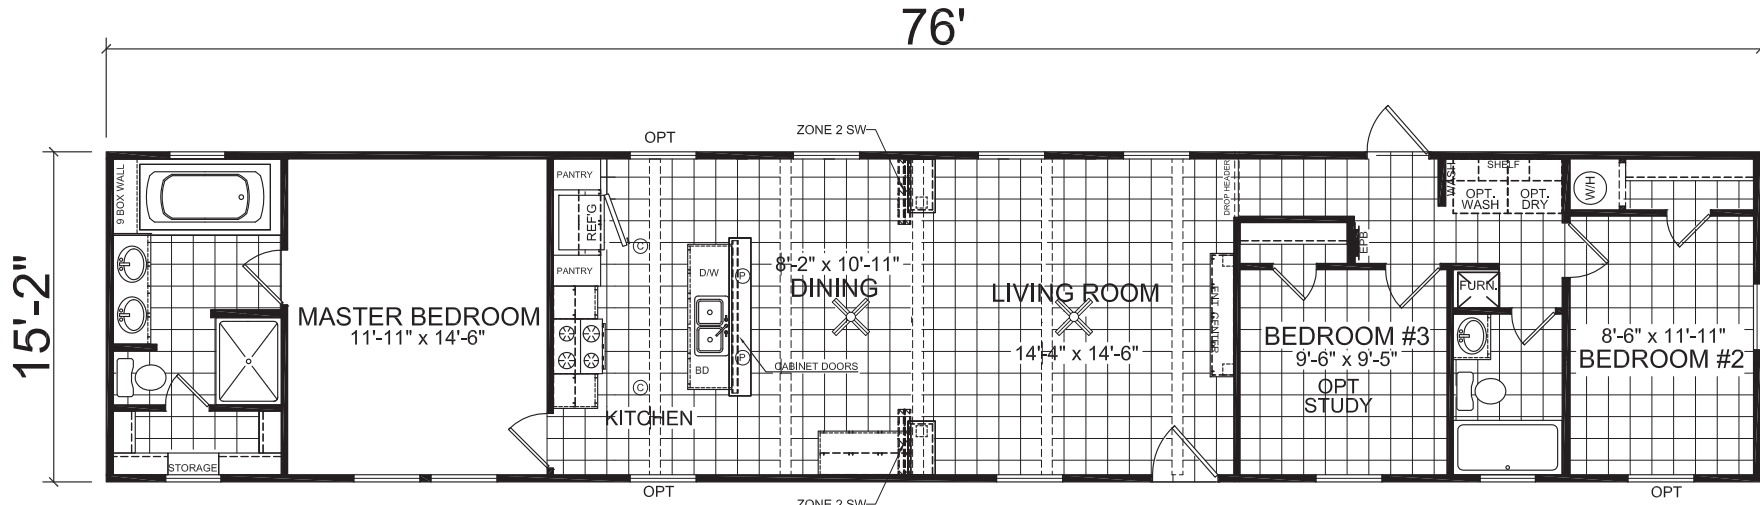 76'
15'-2"
OPT
ZONE 2 SW
9 BOX WALL
MASTER BEDROOM
11'-11" x 14'-6"
STORAGE
PANTRY
REF'G
PANTRY
C
C
KITCHEN
D/W
BD
P
P
CABINET DOORS
8'-2" x 10'-11"
DINING
LIVING ROOM
14'-4" x 14'-6"
DROP HEADER
ENT. CENTER
EPB
BEDROOM #3
9'-6" x 9'-5"
OPT
STUDY
WASH
SHELF
OPT.
WASH
OPT.
DRY
W/H
FURN.
8'-6" x 11'-11"
BEDROOM #2
OPT
ZONE 2 SW
OPT